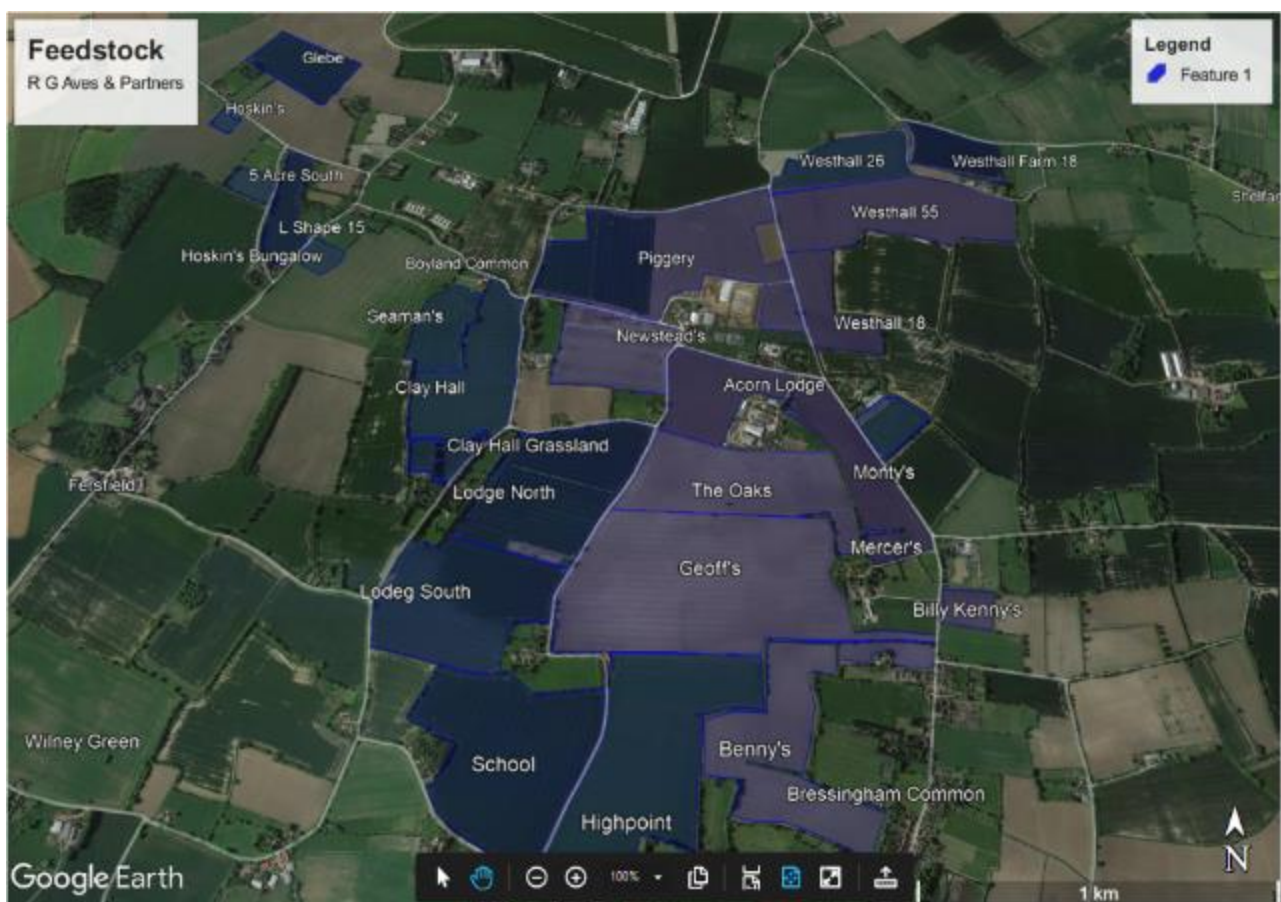 Feedstock
R G Aves & Partners
Legend
Feature 1
Glebe
Hoskin's
5 Acre South
L Shape 15
Hoskin's Bungalow
Boyland Common
Westhall 26
Westhall Farm 18
Westhall 55
Piggery
Seaman's
Newstead's
Westhall 18
Clay Hall
Acorn Lodge
Clay Hall Grassland
Monty's
Fersfield
Lodge North
The Oaks
Mercer's
Geoff's
Lodeg South
Billy Kenny's
Wilney Green
School
Benny's
Bressingham Common
Highpoint
N
Google Earth
100%
1 km